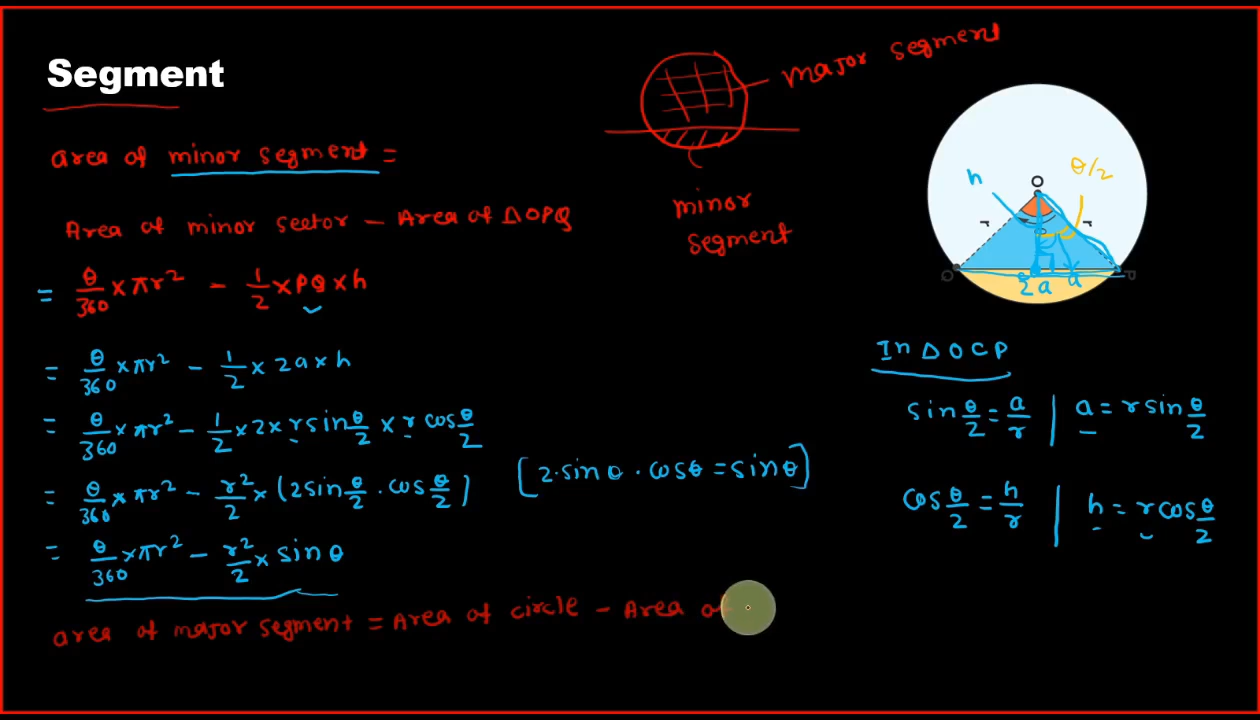 Segment
major segment
minor
segment
area of minor segment =
Area of minor sector - Area of ΔOPQ
= θ/360 × πr² - 1/2 × PQ × h
= θ/360 × πr² - 1/2 × 2a × h
= θ/360 × πr² - 1/2 × 2 × r sin θ/2 × r cos θ/2
= θ/360 × πr² - r²/2 × (2 sin θ/2 · cos θ/2)
[2·sin θ · cos θ = sin θ]
= θ/360 × πr² - r²/2 × sin θ
area of major segment = Area of circle - Area of
h
O
θ/2
r
r
Q
2a
a
P
In Δ OCP
sin θ/2 = a/r | a = r sin θ/2
cos θ/2 = h/r | h = r cos θ/2